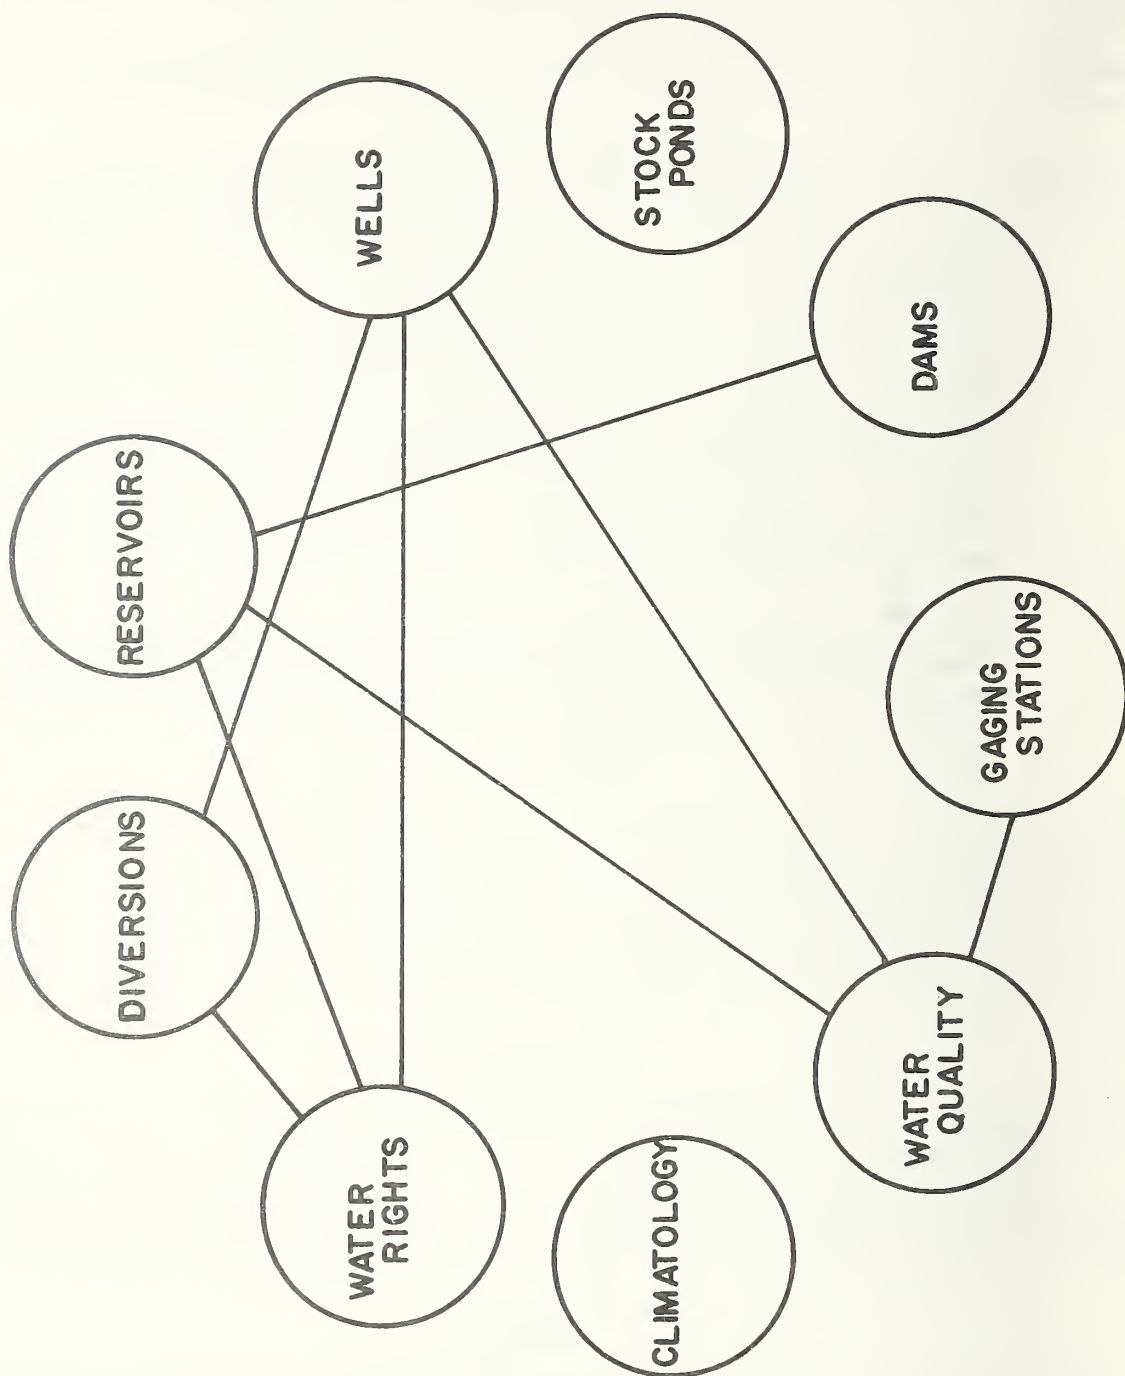 DIVERSIONS
RESERVOIRS
WATER
RIGHTS
WELLS
CLIMATOLOGY
STOCK
PONDS
WATER
QUALITY
DAMS
GAGING
STATIONS